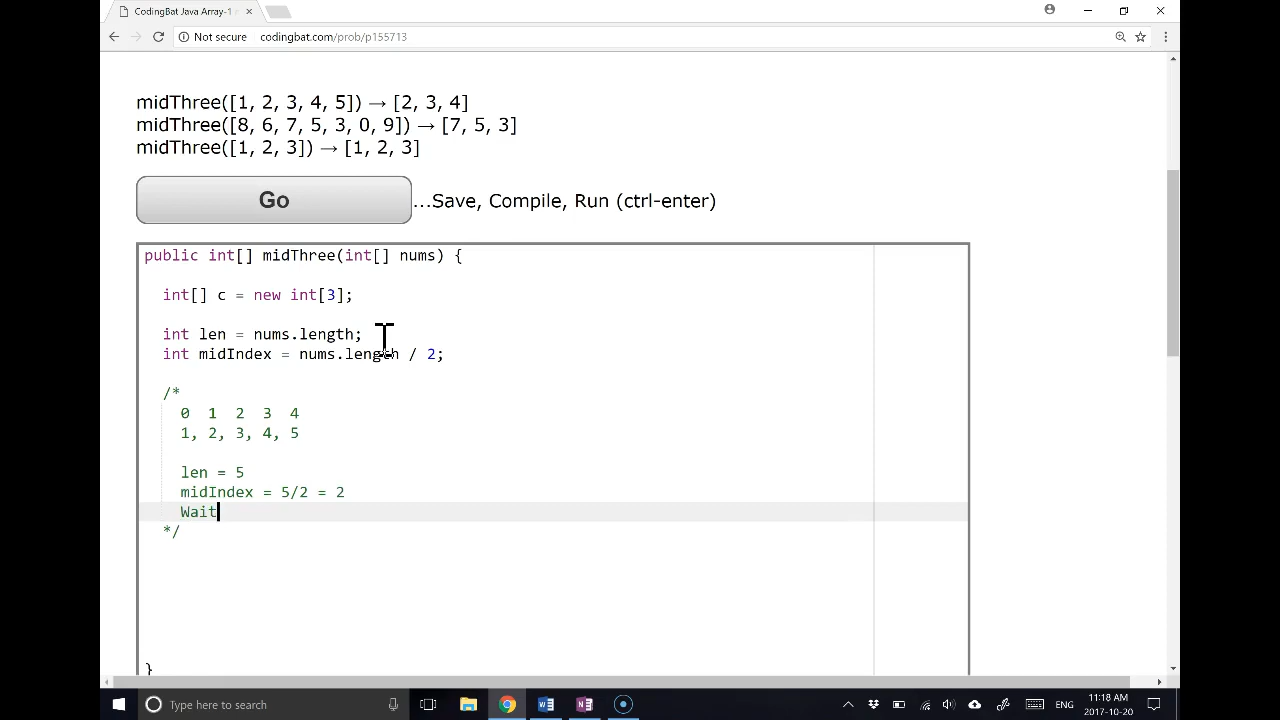 CodingBat Java Array-1
Not secure
codingbat.com/prob/p155713
midThree([1, 2, 3, 4, 5]) → [2, 3, 4]
midThree([8, 6, 7, 5, 3, 0, 9]) → [7, 5, 3]
midThree([1, 2, 3]) → [1, 2, 3]
Go
...Save, Compile, Run (ctrl-enter)
public int[] midThree(int[] nums) {
int[] c = new int[3];
int len = nums.length;
int midIndex = nums.length / 2;
/*
0 1 2 3 4
1, 2, 3, 4, 5
len = 5
midIndex = 5/2 = 2
Wait
*/
}
Type here to search
ENG
11:18 AM
2017-10-20